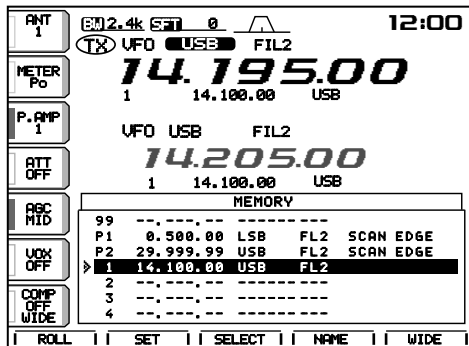 ANT 1
BW 2.4k SFT 0 12:00
TX VFO USB FIL2
METER Po
14.195.00
1 14.100.00 USB
P.AMP 1
VFO USB FIL2
14.205.00
ATT OFF
1 14.100.00 USB
AGC MID
MEMORY
99 --.---.-- ------ ---
P1 0.500.00 LSB FL2 SCAN EDGE
VOX OFF
P2 29.999.99 USB FL2 SCAN EDGE
1 14.100.00 USB FL2
2 --.---.-- ------ ---
COMP OFF WIDE
3 --.---.-- ------ ---
4 --.---.-- ------ ---
ROLL SET SELECT NAME WIDE